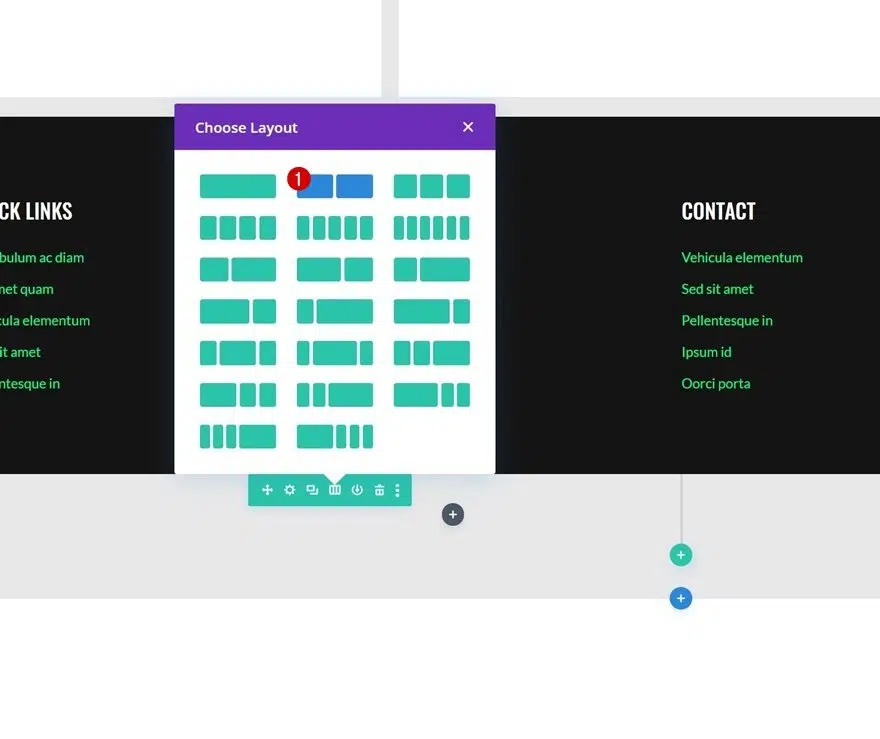 Choose Layout
1
CK LINKS
bulum ac diam
met quam
cula elementum
it amet
ntesque in
CONTACT
Vehicula elementum
Sed sit amet
Pellentesque in
Ipsum id
Oorci porta